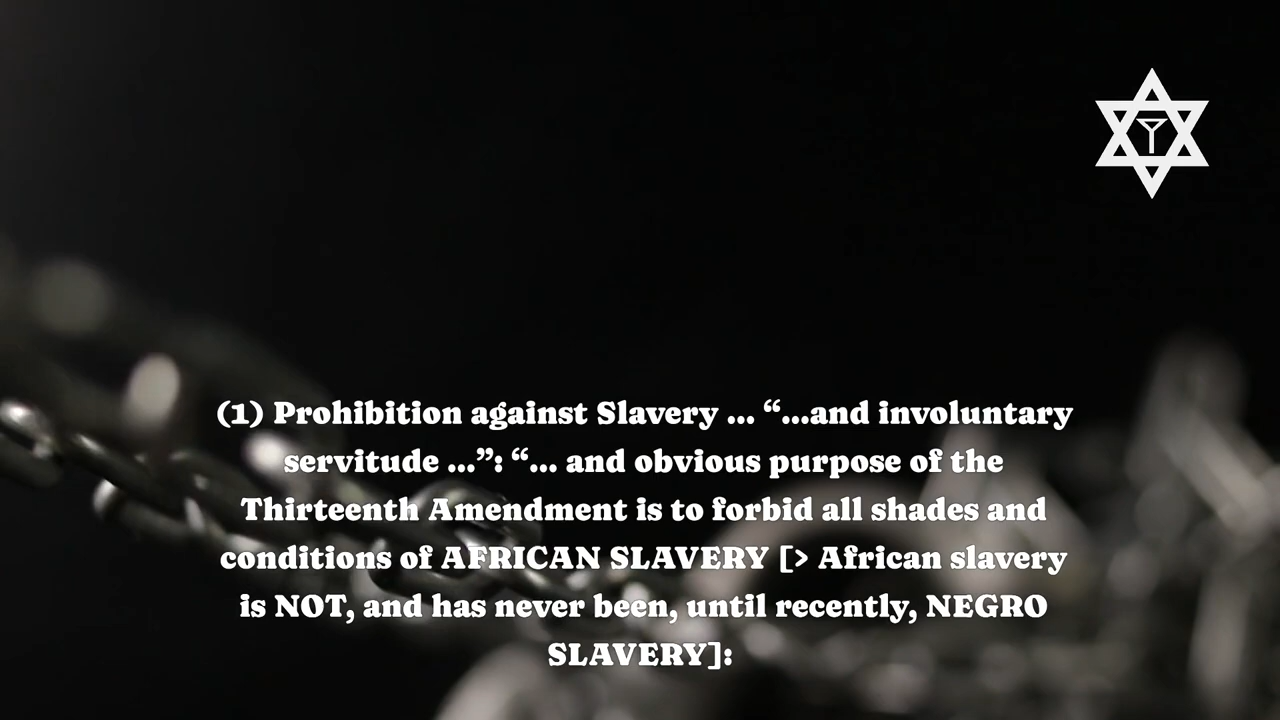 (1) Prohibition against Slavery ... “...and involuntary
servitude ...”: “... and obvious purpose of the
Thirteenth Amendment is to forbid all shades and
conditions of AFRICAN SLAVERY [> African slavery
is NOT, and has never been, until recently, NEGRO
SLAVERY]: